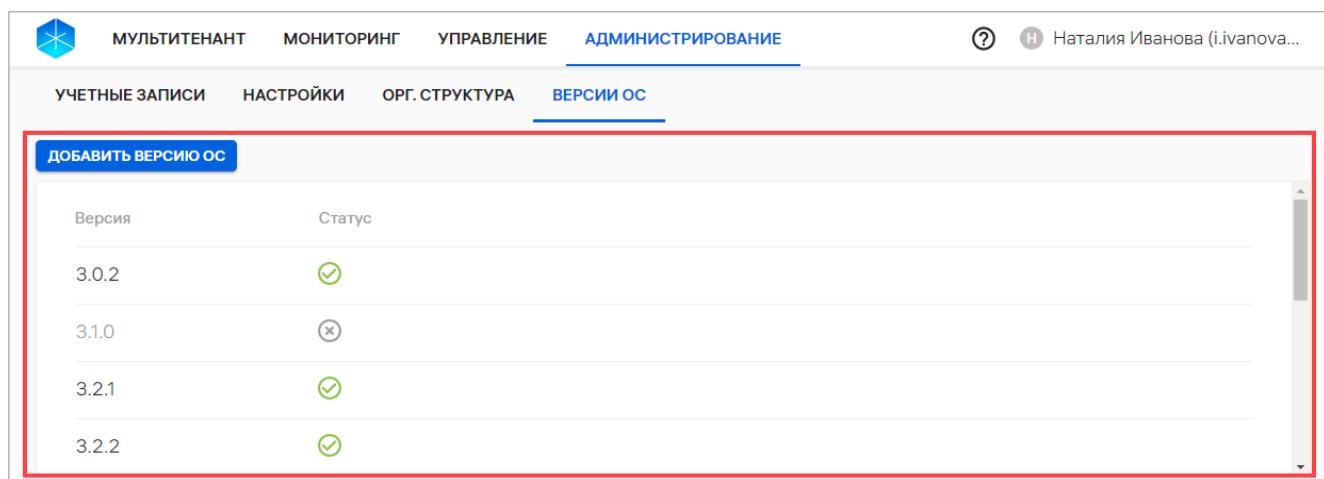 МУЛЬТИТЕНАНТ МОНИТОРИНГ УПРАВЛЕНИЕ АДМИНИСТРИРОВАНИЕ Н Наталия Иванова (i.ivanova...
УЧЕТНЫЕ ЗАПИСИ НАСТРОЙКИ ОРГ. СТРУКТУРА ВЕРСИИ ОС
ДОБАВИТЬ ВЕРСИЮ ОС
Версия Статус
3.0.2
3.1.0
3.2.1
3.2.2